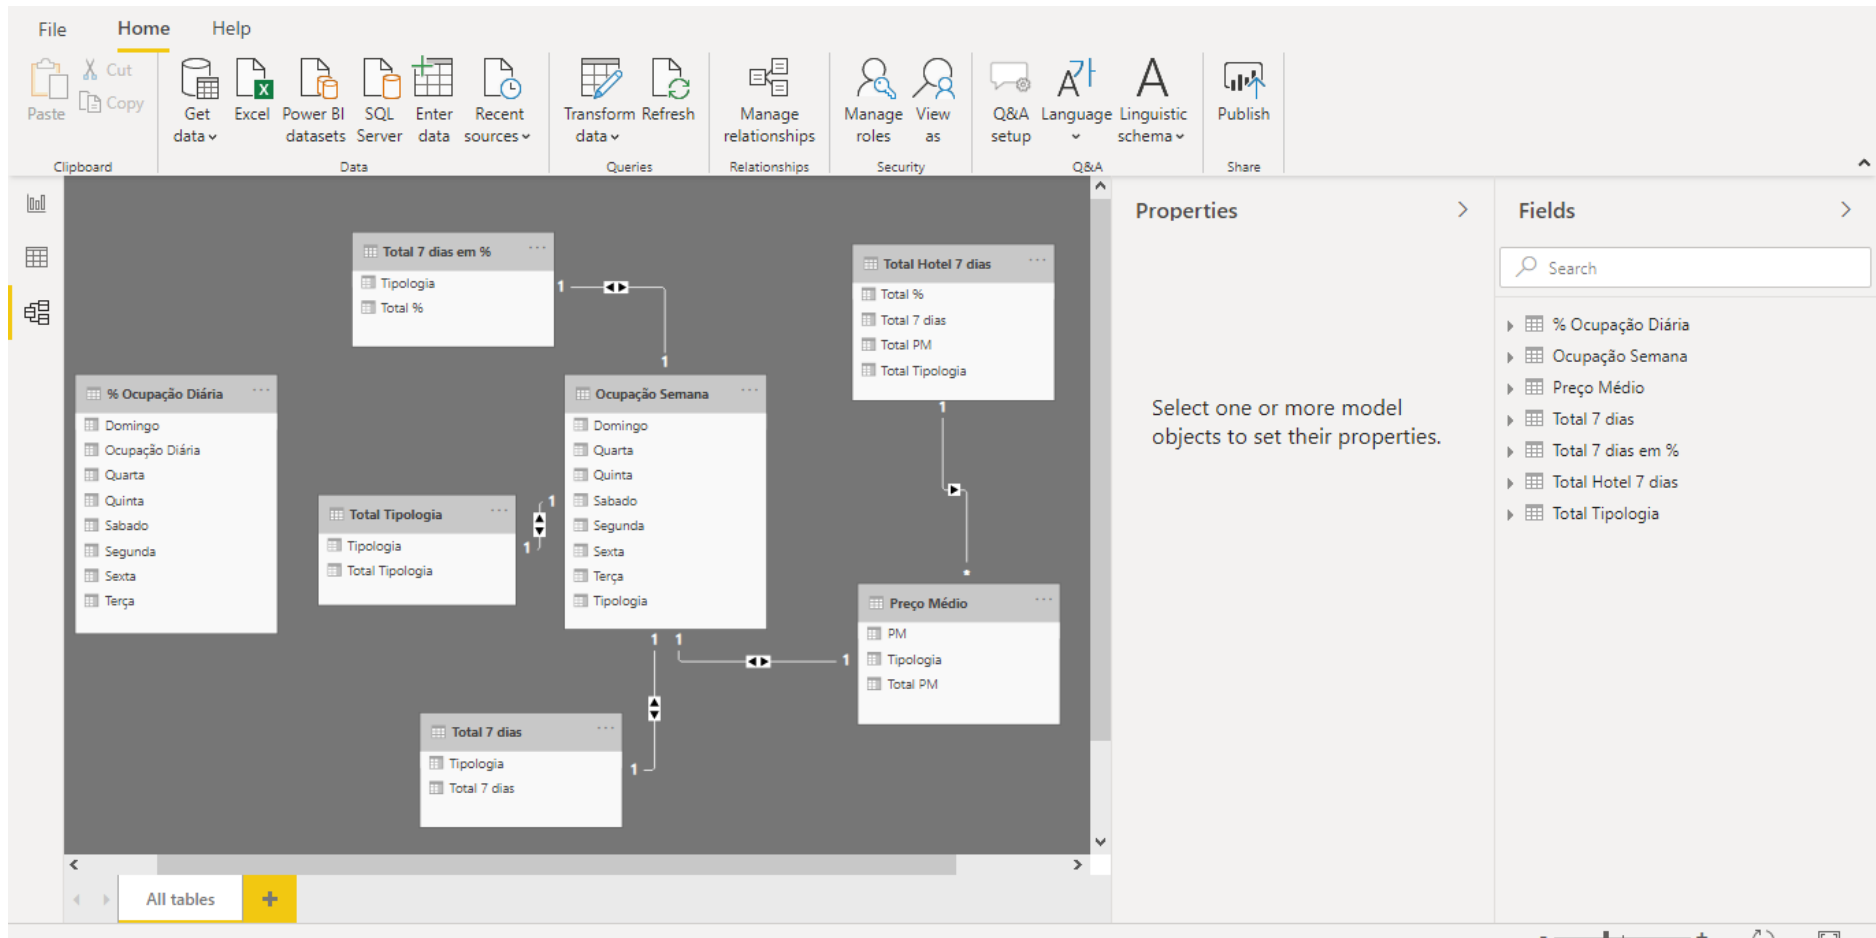 File Home Help
Paste
Cut
Copy
Get data
Excel
Power BI datasets
SQL Server
Enter data
Recent sources
Transform data
Refresh
Manage relationships
Manage roles
View as
Q&A setup
Language
Linguistic schema
Publish
Clipboard
Data
Queries
Relationships
Security
Q&A
Share
Total 7 dias em %
Tipologia
Total %
1
1
Total Hotel 7 dias
Total %
Total 7 dias
Total PM
Total Tipologia
1
*
% Ocupação Diária
Domingo
Ocupação Diária
Quarta
Quinta
Sabado
Segunda
Sexta
Terça
Ocupação Semana
Domingo
Quarta
Quinta
Sabado
Segunda
Sexta
Terça
Tipologia
Total Tipologia
Tipologia
Total Tipologia
1
1
Preço Médio
PM
Tipologia
Total PM
1 1
1
Total 7 dias
Tipologia
Total 7 dias
1
All tables
Properties
Select one or more model
objects to set their properties.
Fields
Search
% Ocupação Diária
Ocupação Semana
Preço Médio
Total 7 dias
Total 7 dias em %
Total Hotel 7 dias
Total Tipologia